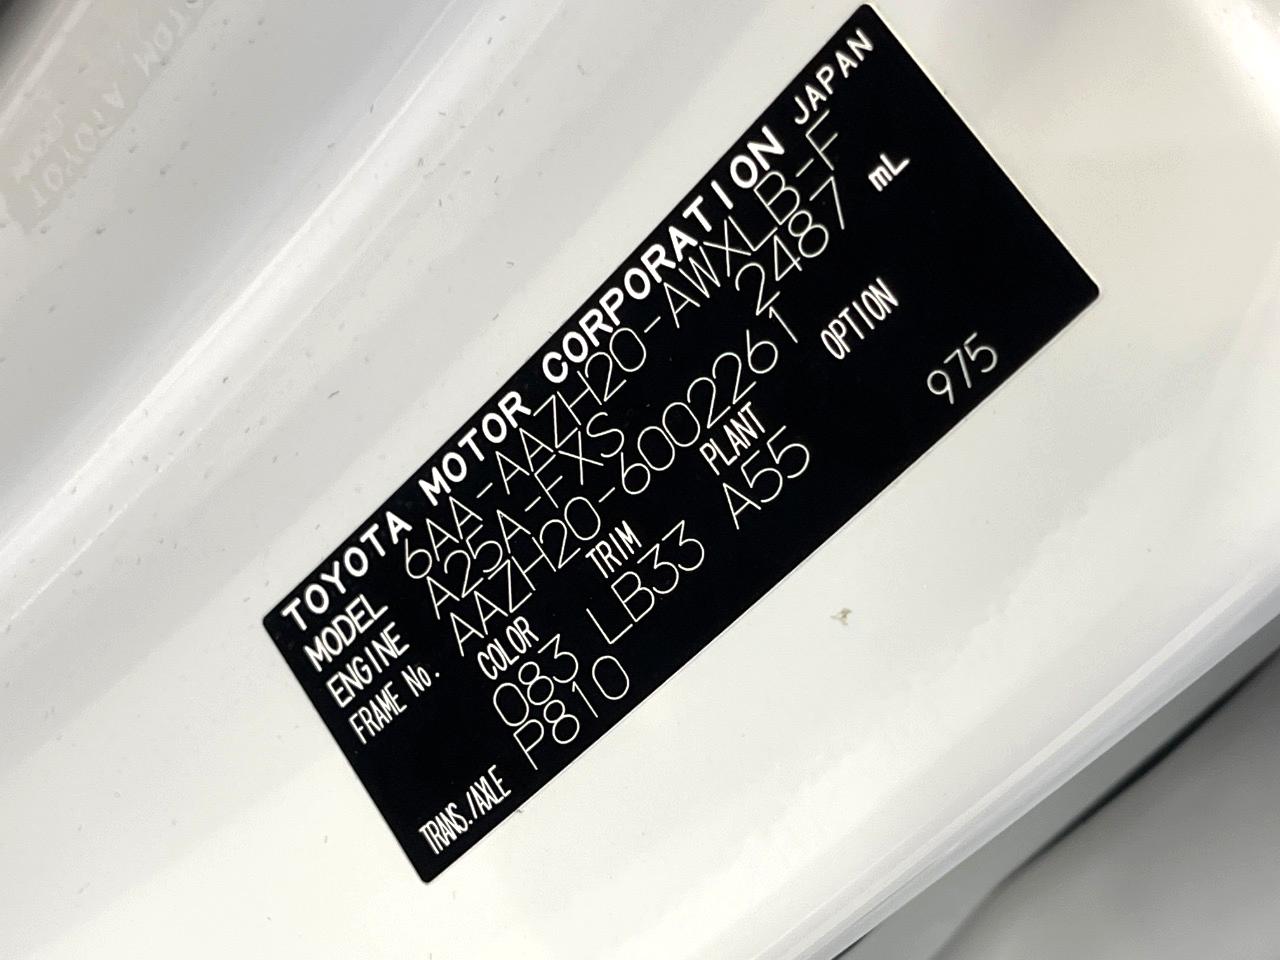 TOYOTA MOTOR CORPORATION JAPAN
MODEL 6AA-AAZH20-AWXLB-F
ENGINE A25A-FXS 2487 mL
FRAME No. AAZH20-6002261
COLOR TRIM PLANT OPTION
083 LB33 A55 975
TRANS./AXLE P810